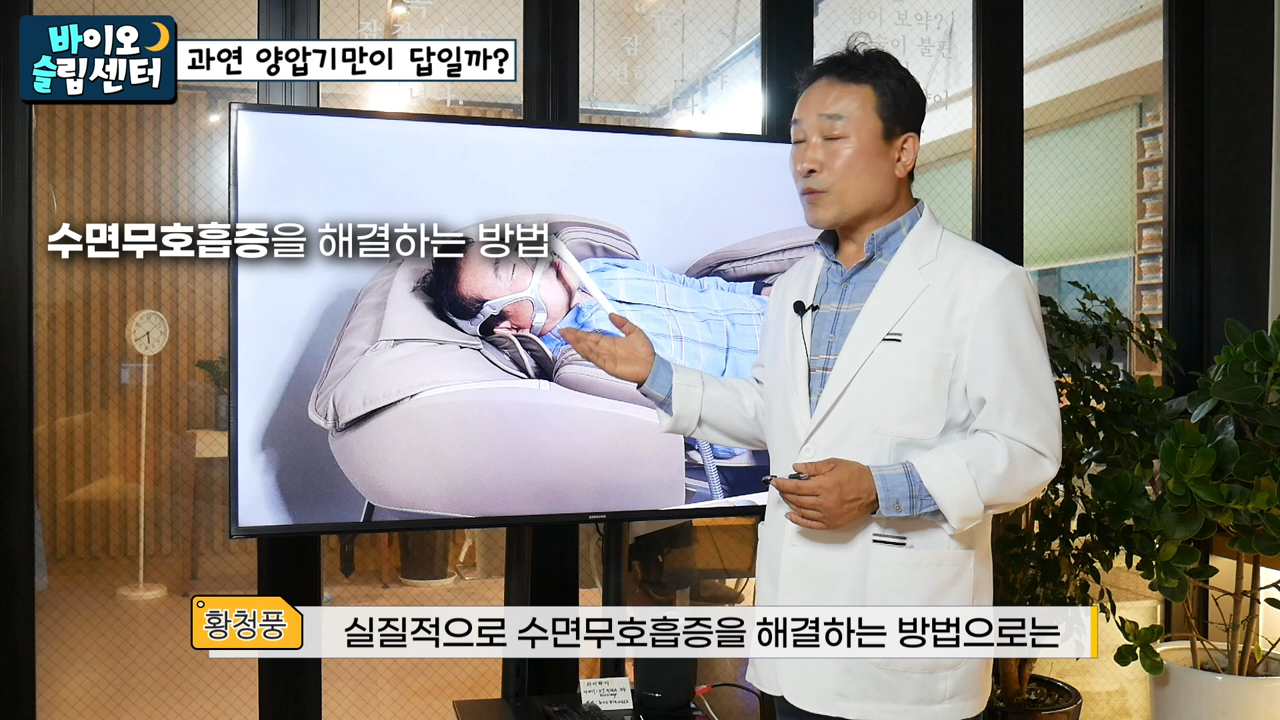 바이오
슬립센터
과연 양압기만이 답일까?
수면무호흡증을 해결하는 방법
SAMSUNG
황청풍
실질적으로 수면무호흡증을 해결하는 방법으로는